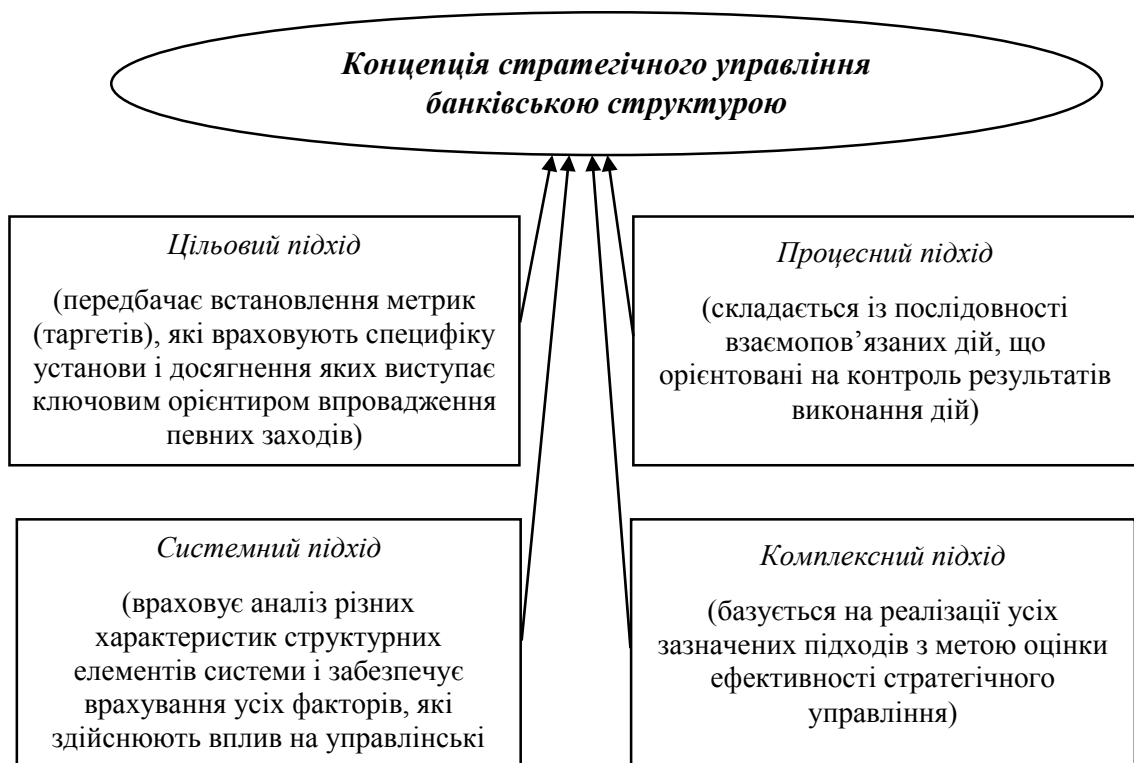 Концепція стратегічного управління
банківською структурою
Цільовий підхід
(передбачає встановлення метрик
(таргетів), які враховують специфіку
установи і досягнення яких виступає
ключовим орієнтиром впровадження
певних заходів)
Процесний підхід
(складається із послідовності
взаємопов’язаних дій, що
орієнтовані на контроль результатів
виконання дій)
Системний підхід
(враховує аналіз різних
характеристик структурних
елементів системи і забезпечує
врахування усіх факторів, які
здійснюють вплив на управлінські
Комплексний підхід
(базується на реалізації усіх
зазначених підходів з метою оцінки
ефективності стратегічного
управління)